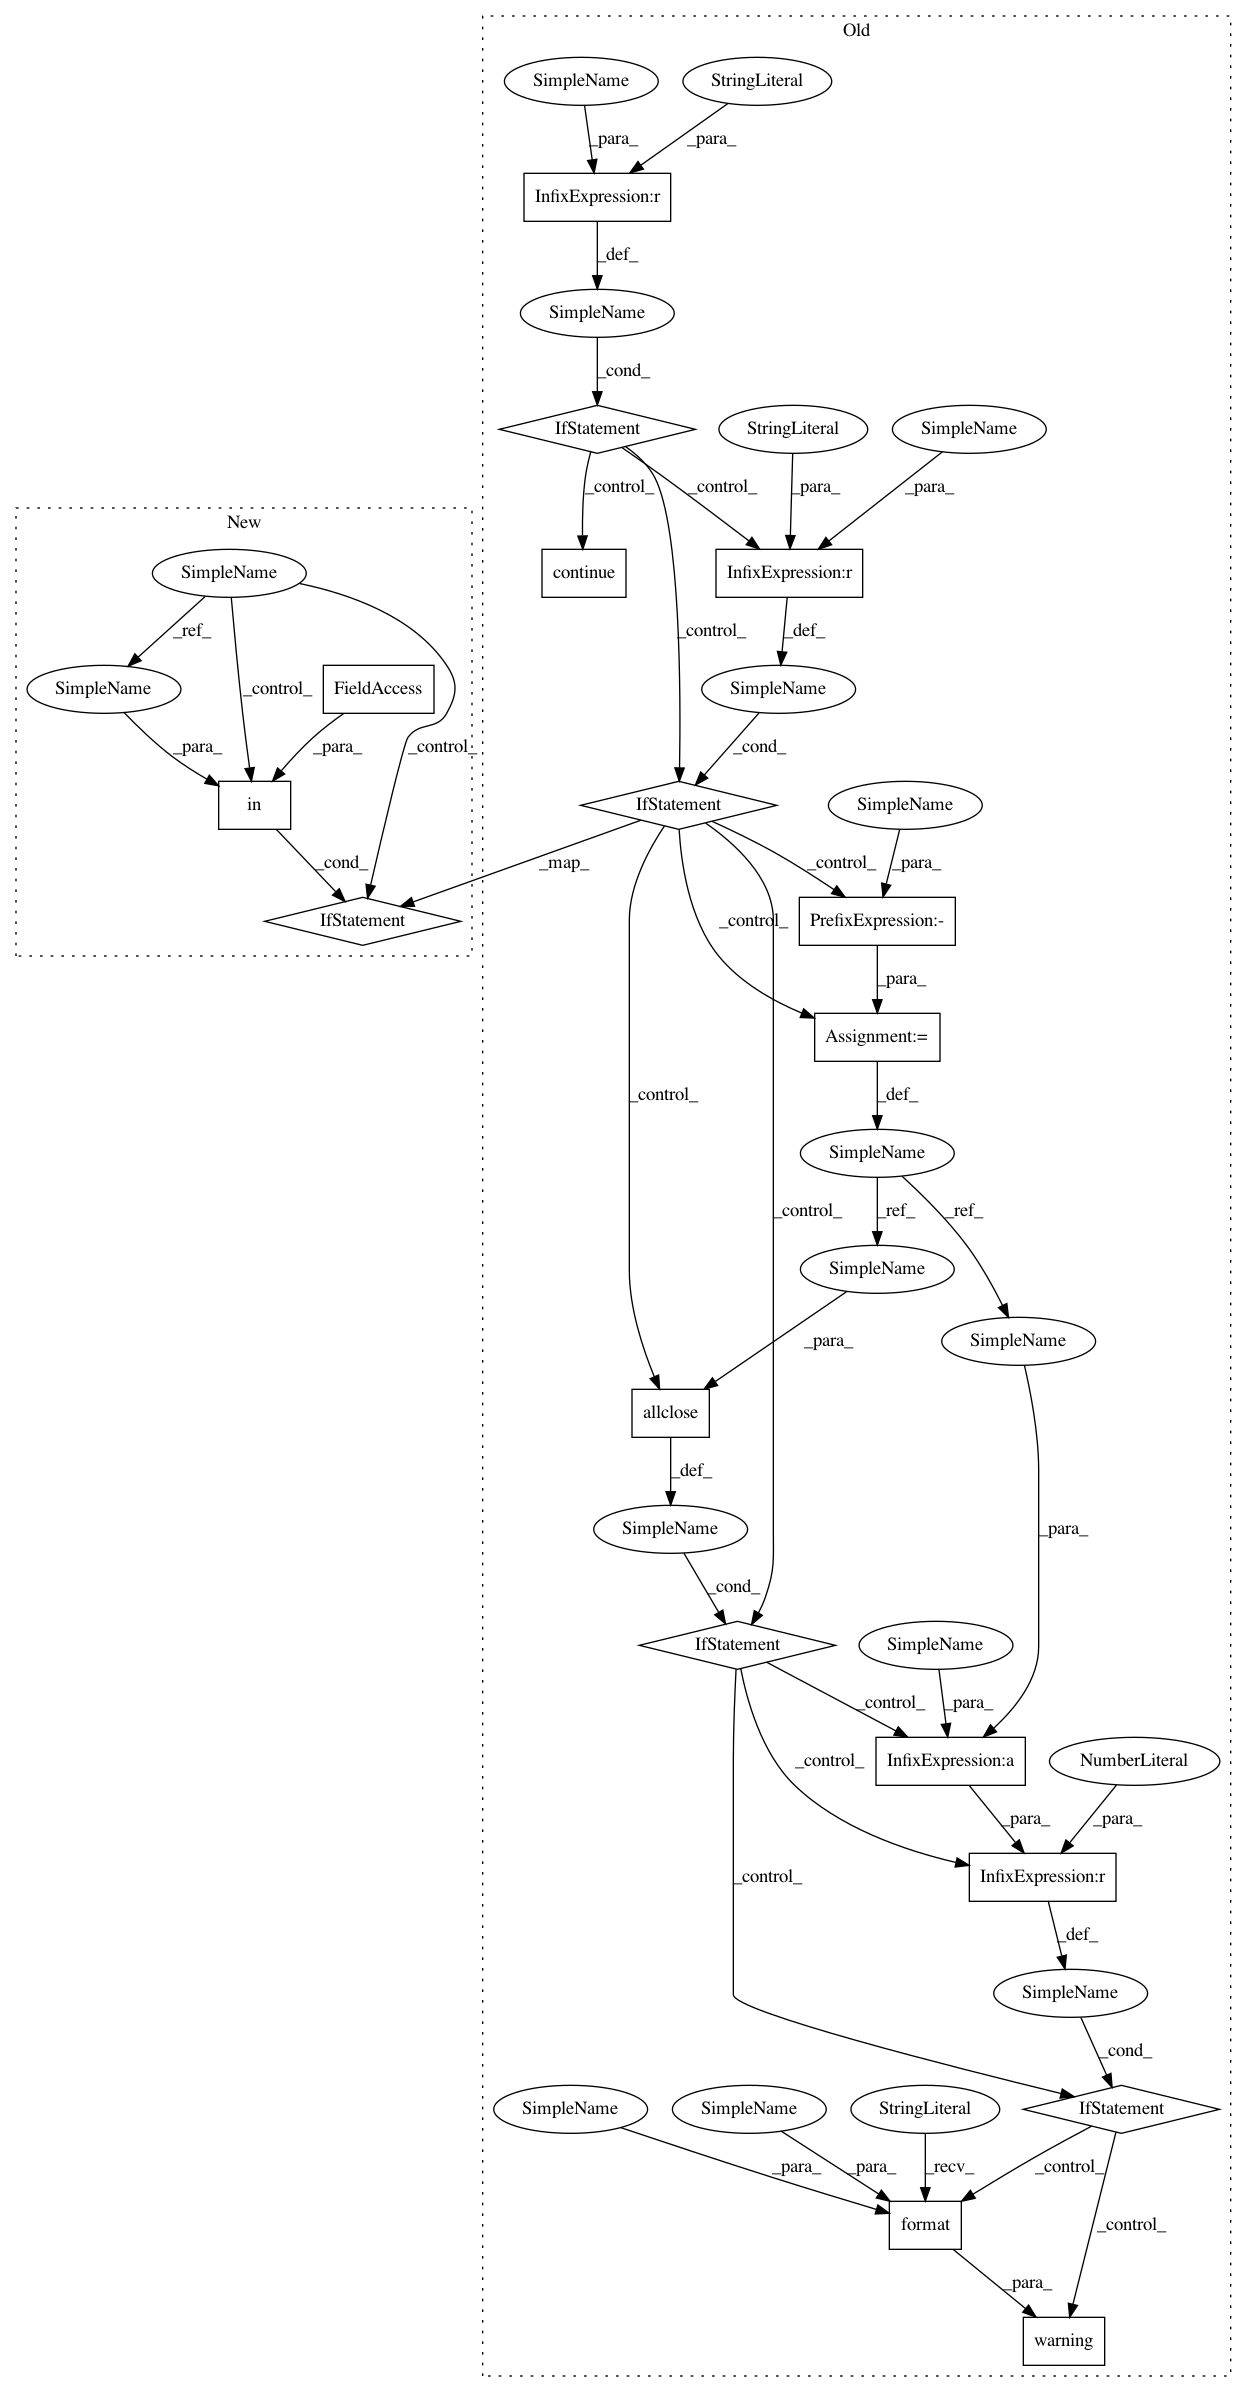 Old
SimpleName
StringLiteral
_para_
_para_
InfixExpression:r
_def_
SimpleName
_cond_
IfStatement
StringLiteral
SimpleName
_control_
_control_
_para_
_para_
New
SimpleName
continue
InfixExpression:r
_ref_
_control_
_def_
SimpleName
FieldAccess
_control_
SimpleName
_para_
_para_
_control_
_cond_
in
IfStatement
SimpleName
_cond_
_map_
_control_
_para_
IfStatement
_control_
PrefixExpression:-
_para_
Assignment:=
_control_
_def_
SimpleName
_control_
_ref_
_ref_
SimpleName
SimpleName
_para_
allclose
_def_
_para_
SimpleName
_cond_
IfStatement
SimpleName
_control_
_para_
_control_
InfixExpression:a
NumberLiteral
_para_
_para_
_control_
InfixExpression:r
_def_
SimpleName
_cond_
SimpleName
SimpleName
StringLiteral
IfStatement
_para_
_para_
_recv_
_control_
format
_control_
_para_
warning